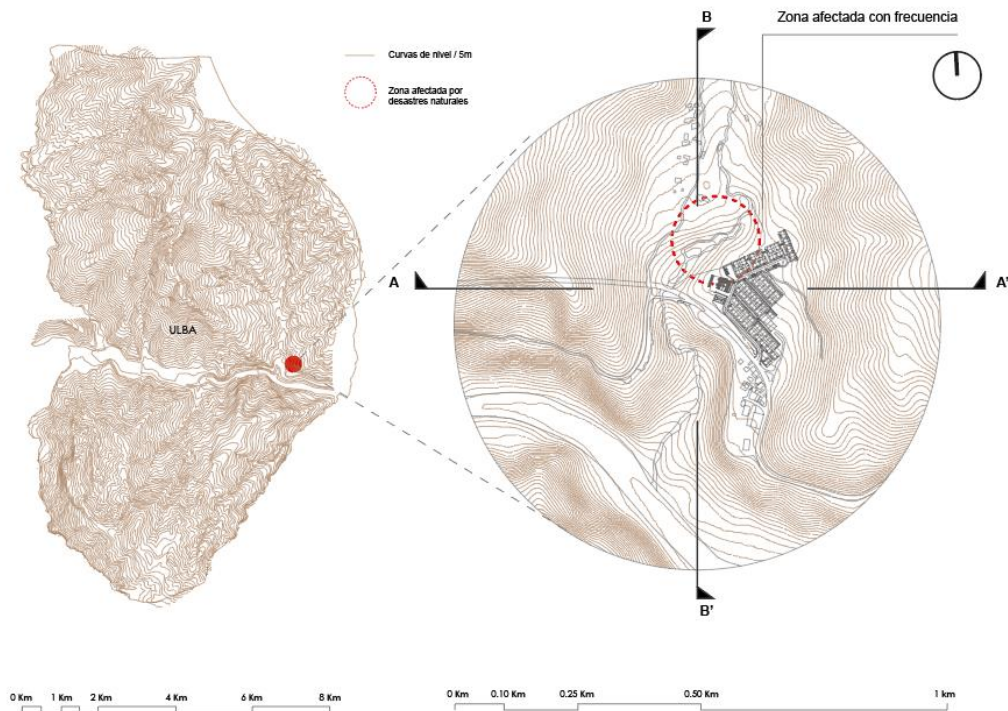 Curvas de nivel / 5m
Zona afectada por
desastres naturales
ULBA
Zona afectada con frecuencia
B
A
A'
B'
0 Km 1 Km 2 Km 4 Km 6 Km 8 Km
0 Km 0.10 Km 0.25 Km 0.50 Km 1 km